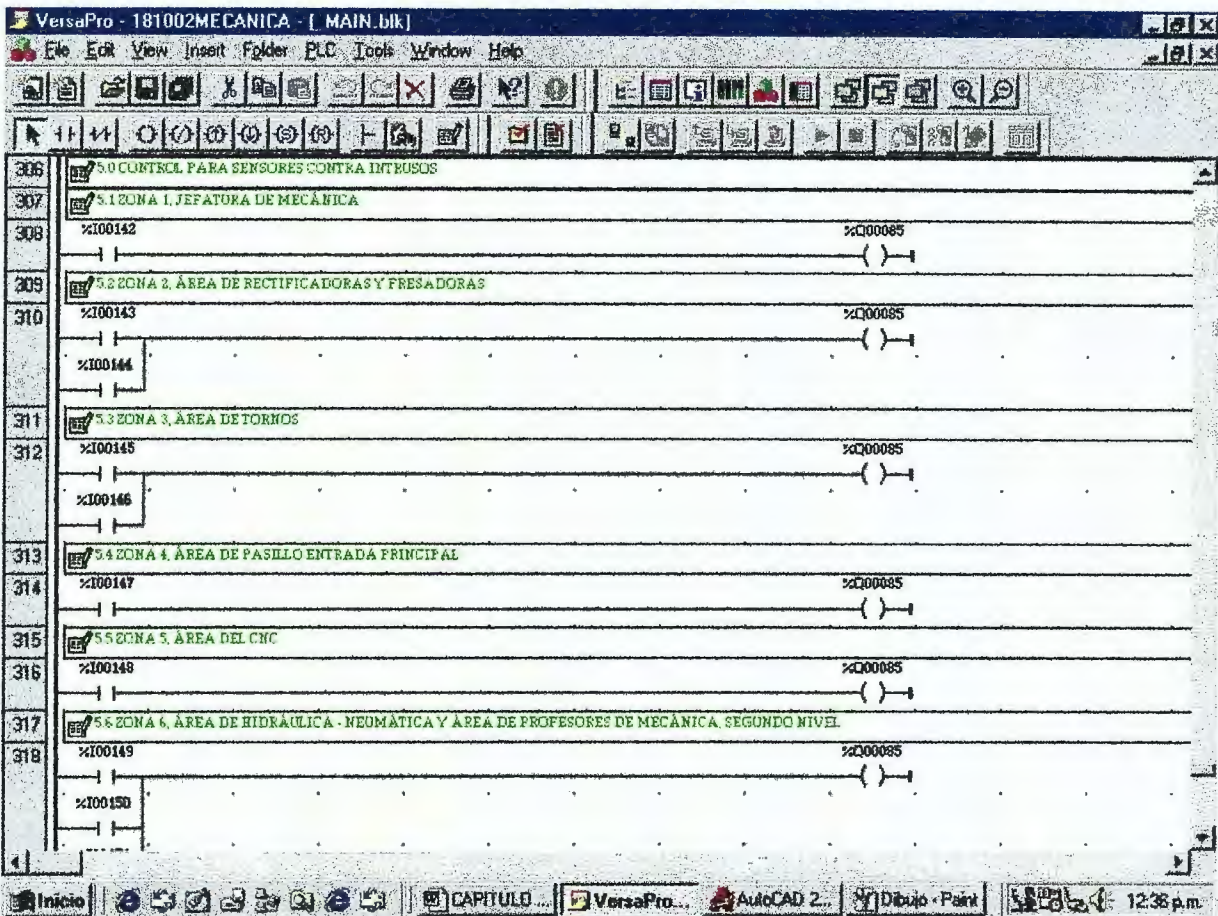 VersaPro - 181002MECANICA - [_MAIN.blk]
File Edit View Insert Folder PLC Tools Window Help
306 5.0 CONTROL PARA SENSORES CONTRA INTRUSOS
307 5.1 ZONA 1, JEFATURA DE MECÁNICA
308 %I00142 %Q00085
309 5.2 ZONA 2, ÁREA DE RECTIFICADORAS Y FRESADORAS
310 %I00143 %Q00085
%I00144
311 5.3 ZONA 3, ÁREA DE TORNOS
312 %I00145 %Q00085
%I00146
313 5.4 ZONA 4, ÁREA DE PASILLO ENTRADA PRINCIPAL
314 %I00147 %Q00085
315 5.5 ZONA 5, ÁREA DEL CNC
316 %I00148 %Q00085
317 5.6 ZONA 6, ÁREA DE HIDRÁULICA - NEUMÁTICA Y ÁREA DE PROFESORES DE MECÁNICA, SEGUNDO NIVEL
318 %I00149 %Q00085
%I00150
Inicio CAPITULO ... VersaPro... AutoCAD 2... Dibujo - Paint 12:36 p.m.